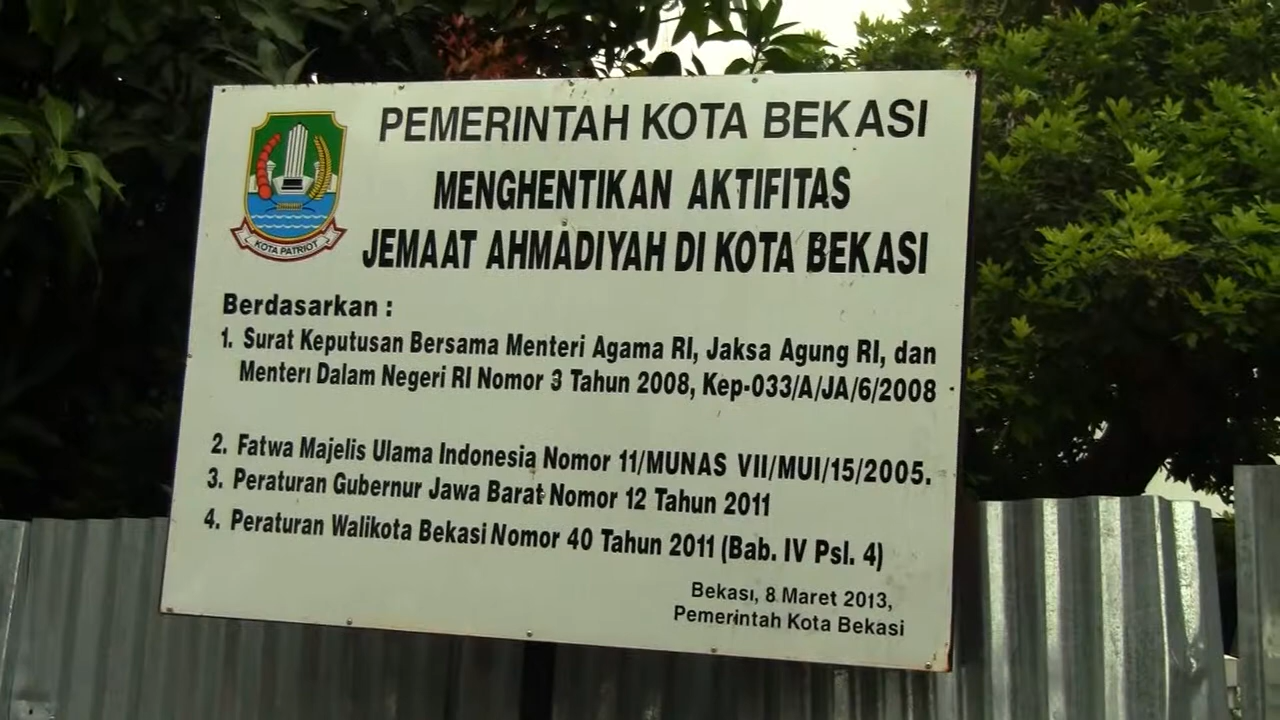 PEMERINTAH KOTA BEKASI
MENGHENTIKAN AKTIFITAS
JEMAAT AHMADIYAH DI KOTA BEKASI
KOTA PATRIOT
Berdasarkan :
1. Surat Keputusan Bersama Menteri Agama RI, Jaksa Agung RI, dan
Menteri Dalam Negeri RI Nomor 3 Tahun 2008, Kep-033/A/JA/6/2008
2. Fatwa Majelis Ulama Indonesia Nomor 11/MUNAS VII/MUI/15/2005.
3. Peraturan Gubernur Jawa Barat Nomor 12 Tahun 2011
4. Peraturan Walikota Bekasi Nomor 40 Tahun 2011 (Bab. IV Psl. 4)
Bekasi, 8 Maret 2013,
Pemerintah Kota Bekasi